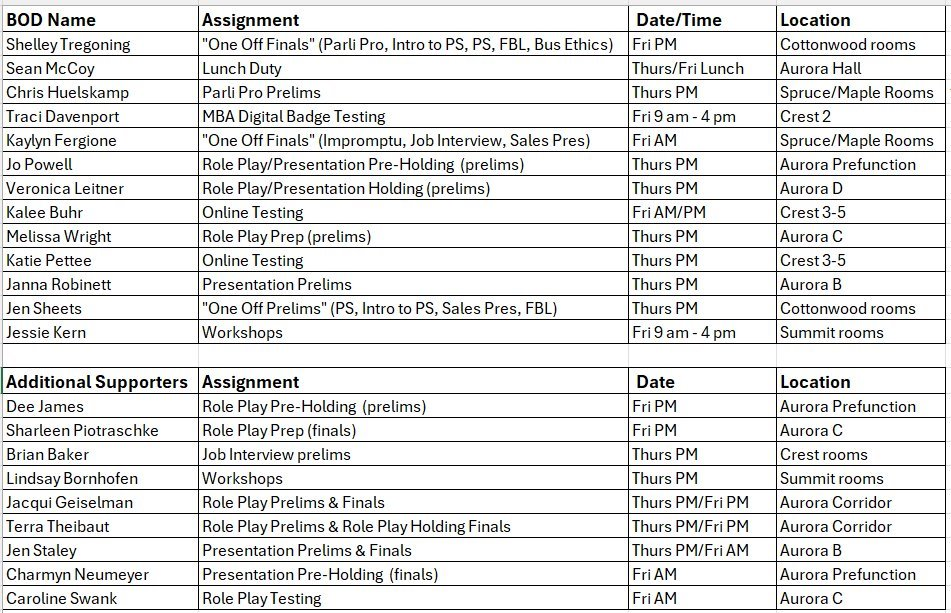 BOD Name Assignment Date/Time Location
Shelley Tregoning "One Off Finals" (Parli Pro, Intro to PS, PS, FBL, Bus Ethics) Fri PM Cottonwood rooms
Sean McCoy Lunch Duty Thurs/Fri Lunch Aurora Hall
Chris Huelskamp Parli Pro Prelims Thurs PM Spruce/Maple Rooms
Traci Davenport MBA Digital Badge Testing Fri 9 am - 4 pm Crest 2
Kaylyn Fergione "One Off Finals" (Impromptu, Job Interview, Sales Pres) Fri AM Spruce/Maple Rooms
Jo Powell Role Play/Presentation Pre-Holding (prelims) Thurs PM Aurora Prefunction
Veronica Leitner Role Play/Presentation Holding (prelims) Thurs PM Aurora D
Kalee Buhr Online Testing Fri AM/PM Crest 3-5
Melissa Wright Role Play Prep (prelims) Thurs PM Aurora C
Katie Pettee Online Testing Thurs PM Crest 3-5
Janna Robinett Presentation Prelims Thurs PM Aurora B
Jen Sheets "One Off Prelims" (PS, Intro to PS, Sales Pres, FBL) Thurs PM Cottonwood rooms
Jessie Kern Workshops Fri 9 am - 4 pm Summit rooms
Additional Supporters Assignment Date Location
Dee James Role Play Pre-Holding (prelims) Fri PM Aurora Prefunction
Sharleen Piotraschke Role Play Prep (finals) Fri PM Aurora C
Brian Baker Job Interview prelims Thurs PM Crest rooms
Lindsay Bornhofen Workshops Thurs PM Summit rooms
Jacqui Geiselman Role Play Prelims & Finals Thurs PM/Fri PM Aurora Corridor
Terra Theibaut Role Play Prelims & Role Play Holding Finals Thurs PM/Fri PM Aurora Corridor
Jen Staley Presentation Prelims & Finals Thurs PM/Fri AM Aurora B
Charmyn Neumeyer Presentation Pre-Holding (finals) Fri AM Aurora Prefunction
Caroline Swank Role Play Testing Fri AM Aurora C